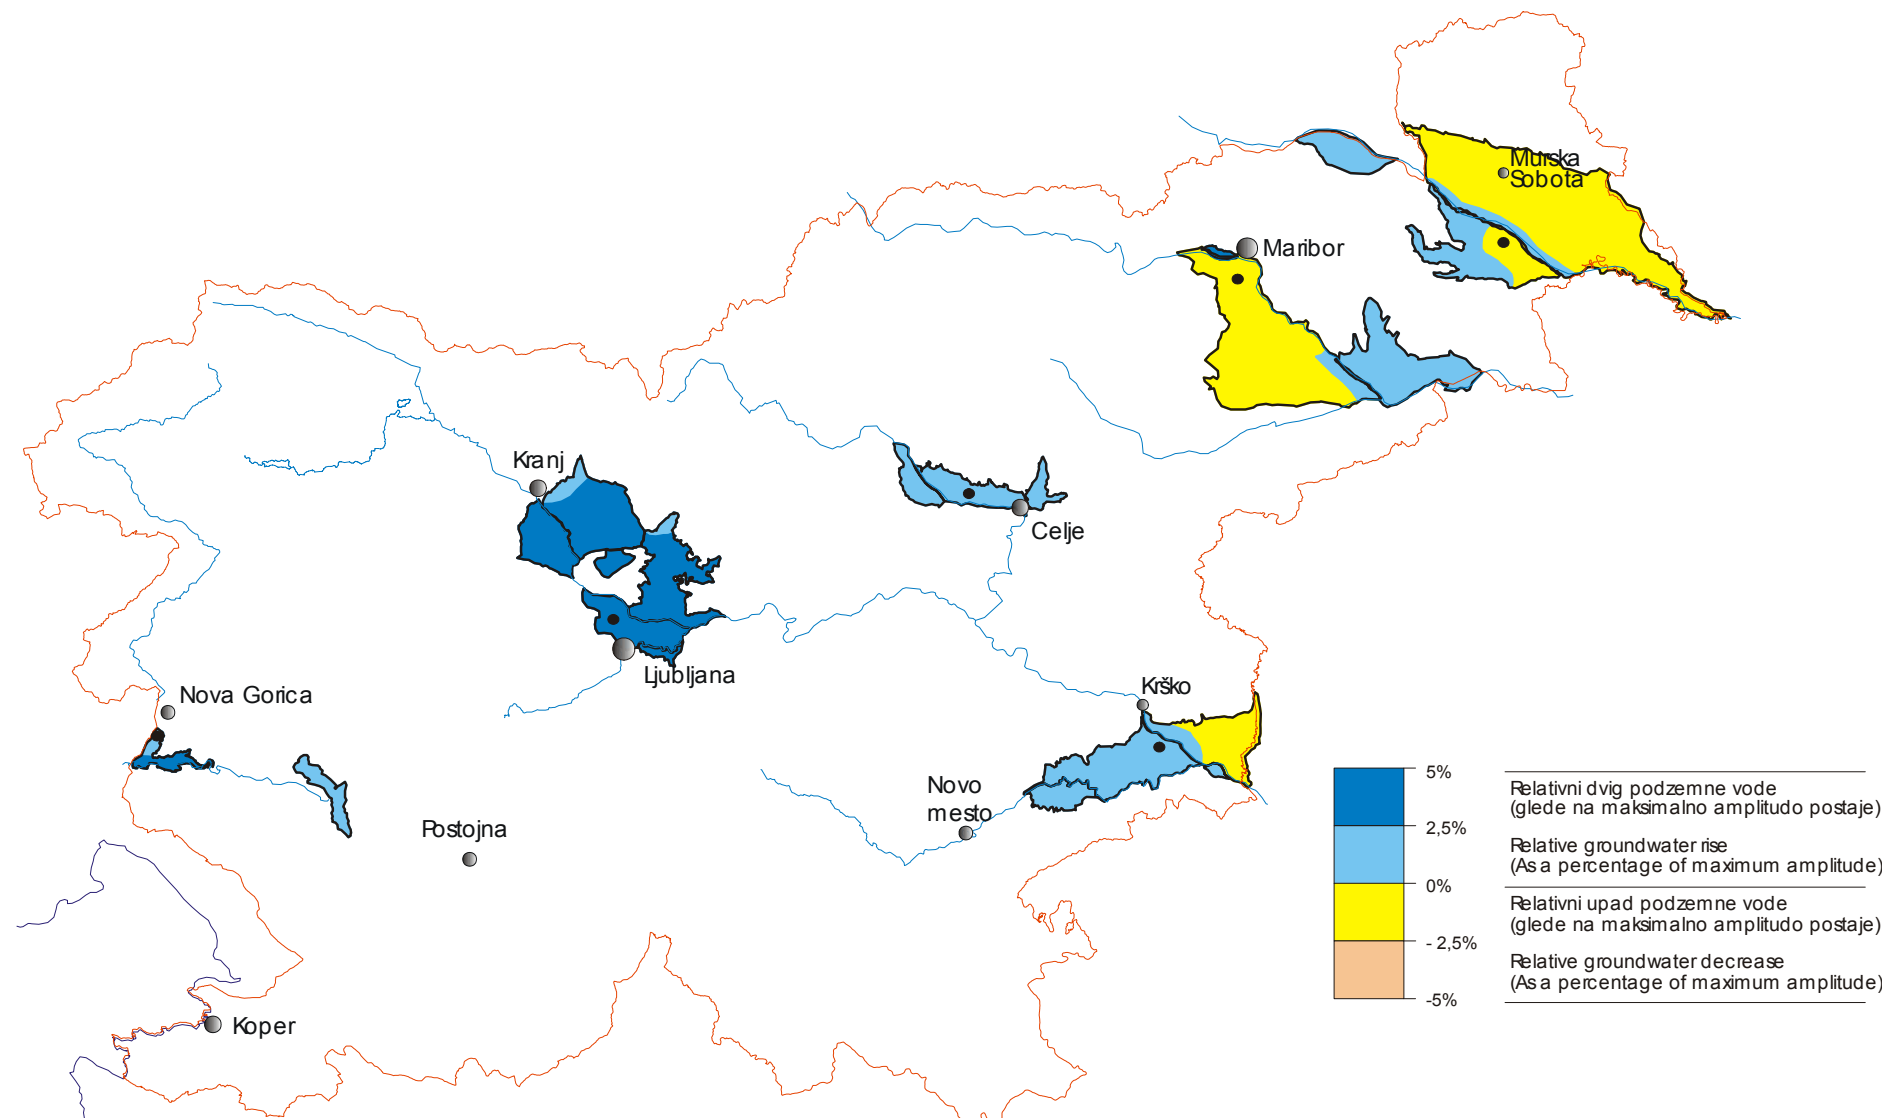 Murska
Sobota
Maribor
Kranj
Celje
Ljubljana
Nova Gorica
Krško
Novo
mesto
Postojna
Koper
5%
2,5%
0%
- 2,5%
-5%
Relativni dvig podzemne vode
(glede na maksimalno amplitudo postaje)
Relative groundwater rise
(As a percentage of maximum amplitude)
Relativni upad podzemne vode
(glede na maksimalno amplitudo postaje)
Relative groundwater decrease
(As a percentage of maximum amplitude)